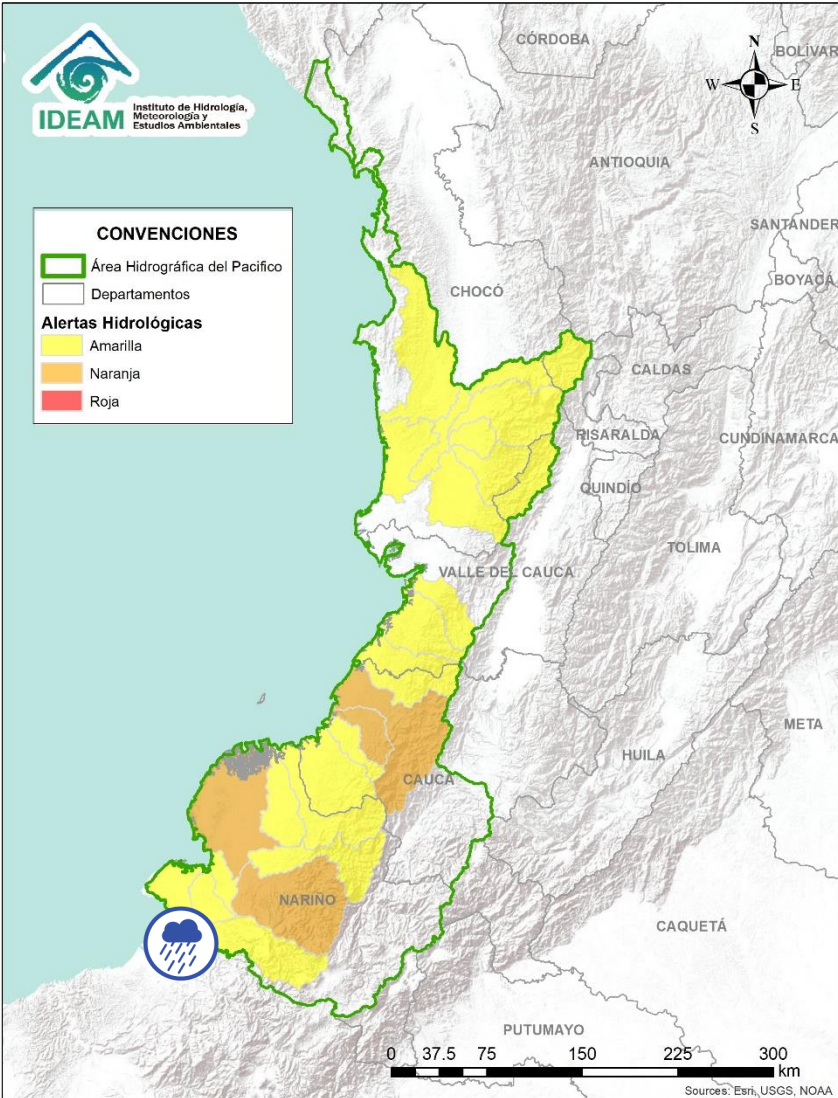 IDEAM
Instituto de Hidrología,
Meteorología y
Estudios Ambientales
CÓRDOBA
BOLÍVAR
N
W
E
S
ANTIOQUIA
SANTANDER
BOYACÁ
CONVENCIONES
Área Hidrográfica del Pacifico
Departamentos
Alertas Hidrológicas
Amarilla
Naranja
Roja
CHOCÓ
CALDAS
RISARALDA
CUNDINAMARCA
QUINDÍO
TOLIMA
VALLE DEL CAUCA
META
HUILA
CAUCA
NARIÑO
CAQUETÁ
PUTUMAYO
0 37.5 75 150 225 300
km
Sources: Esri, USGS, NOAA